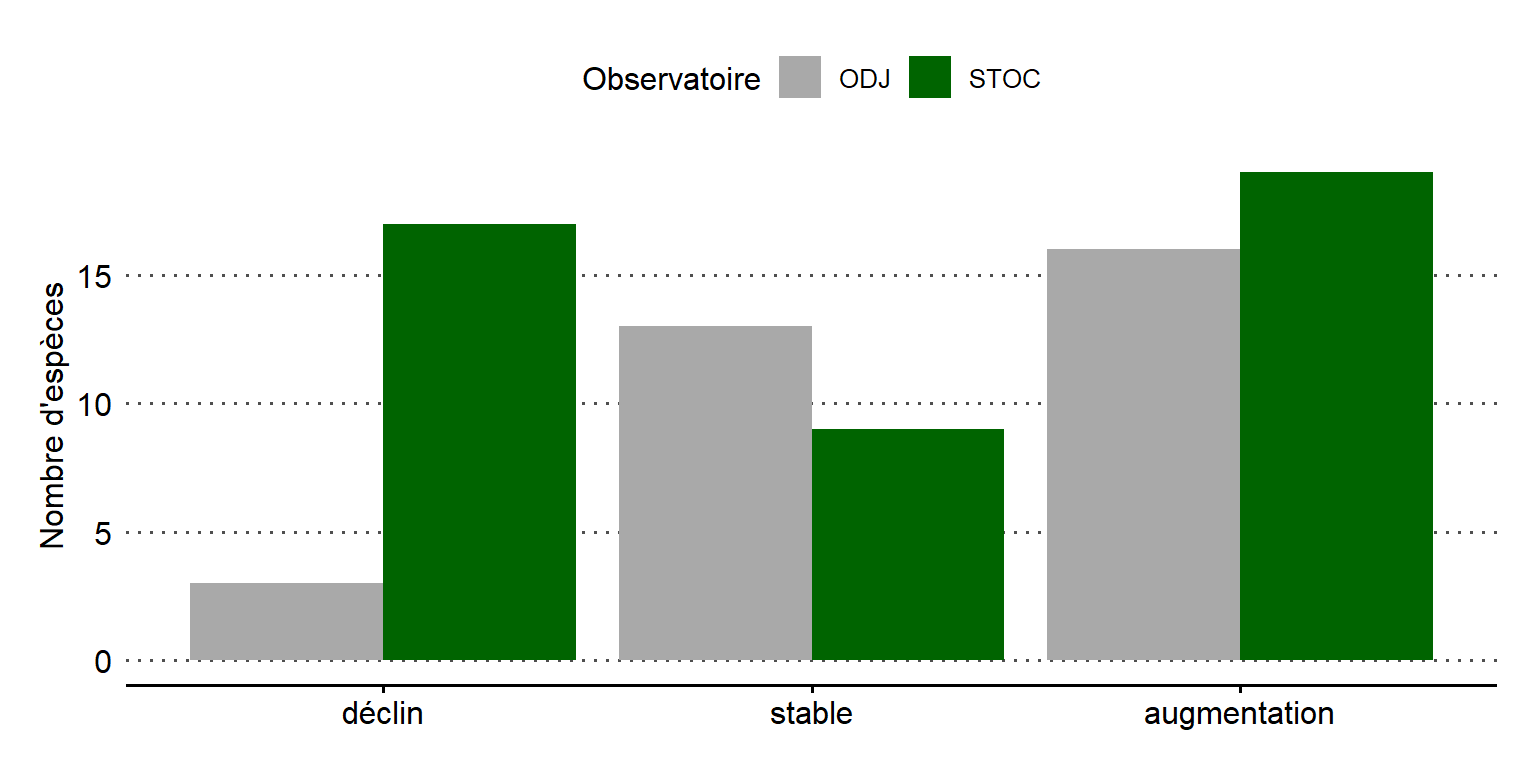 Observatoire ODJ STOC
Nombre d'espèces
15
10
5
0
déclin stable augmentation